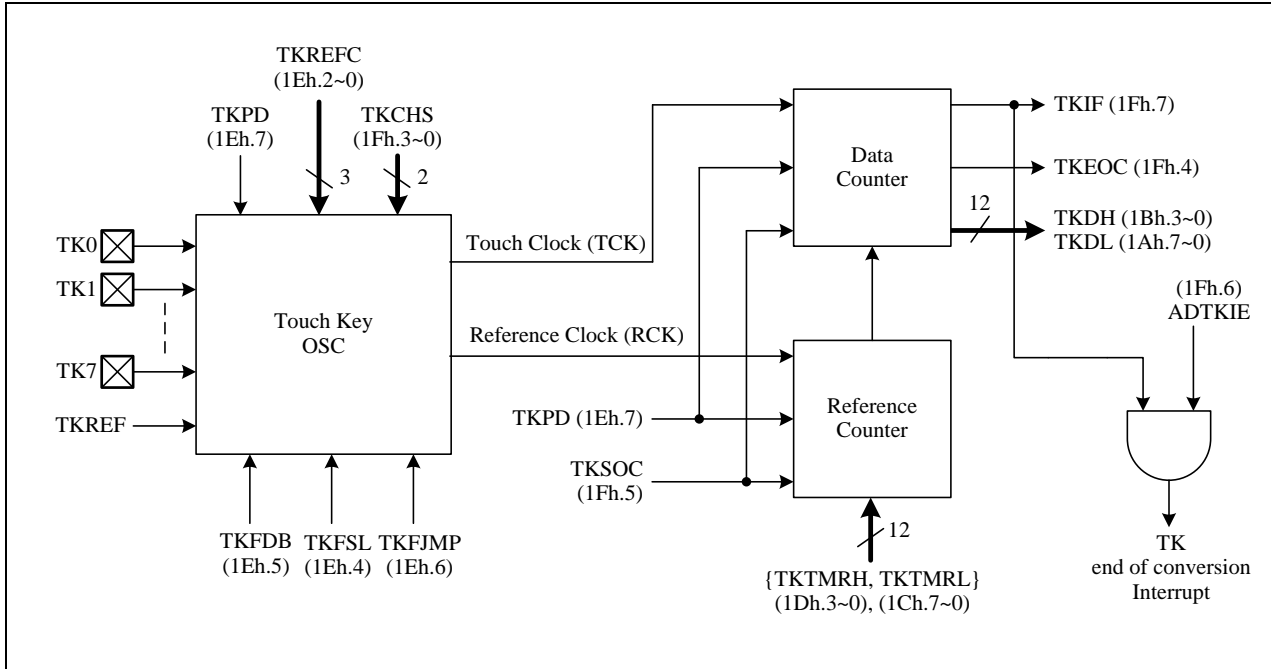 TKREFC
(1Eh.2~0)
TKPD
(1Eh.7)
TKCHS
(1Fh.3~0)
3
2
TK0
TK1
TK7
TKREF
Touch Key
OSC
TKFDB
(1Eh.5)
TKFSL
(1Eh.4)
TKFJMP
(1Eh.6)
Touch Clock (TCK)
Reference Clock (RCK)
TKPD (1Eh.7)
TKSOC
(1Fh.5)
Data
Counter
Reference
Counter
12
{TKTMRH, TKTMRL}
(1Dh.3~0), (1Ch.7~0)
TKIF (1Fh.7)
TKEOC (1Fh.4)
12
TKDH (1Bh.3~0)
TKDL (1Ah.7~0)
(1Fh.6)
ADTKIE
TK
end of conversion
Interrupt